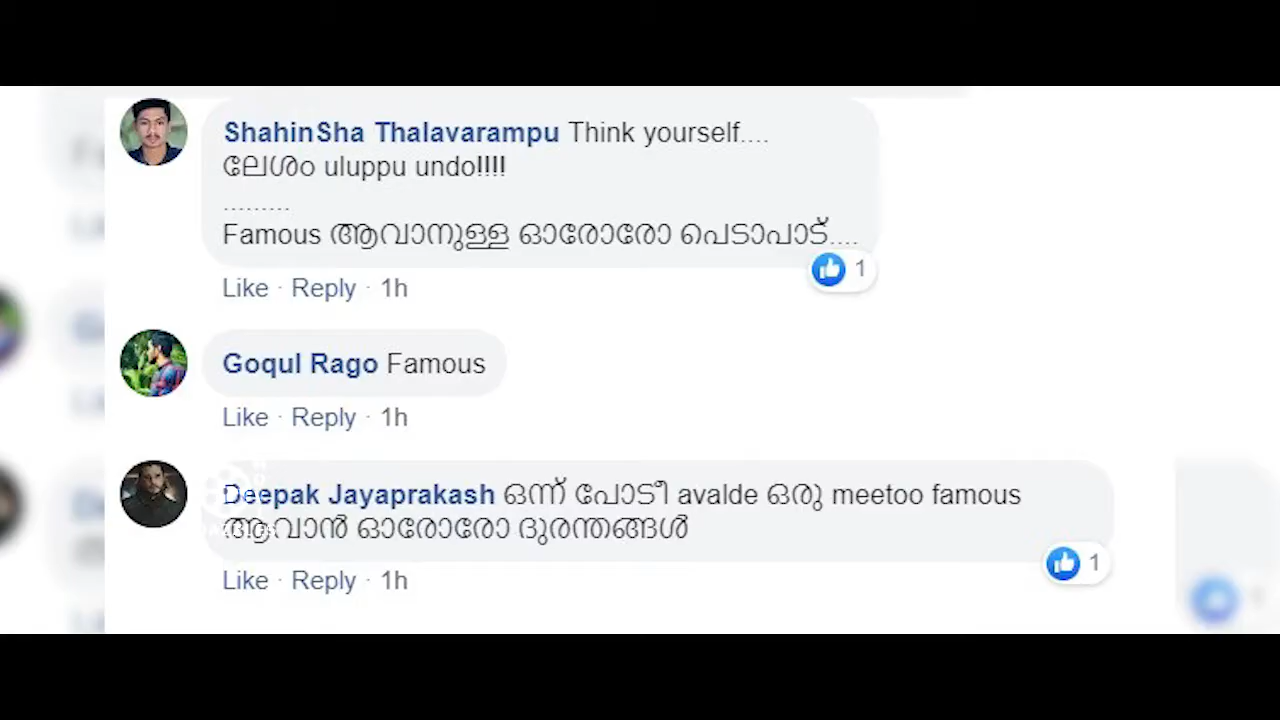 ShahinSha Thalavarampu Think yourself....
ലേശം uluppu undo!!!!
.........
Famous ആവാനുള്ള ഓരോരോ പെടാപാട്....
1
Like · Reply · 1h
Goqul Rago Famous
Like · Reply · 1h
Deepak Jayaprakash ഒന്ന് പോടീ avalde ഒരു meetoo famous
ആവാൻ ഓരോരോ ദുരന്തങ്ങൾ
1
Like · Reply · 1h